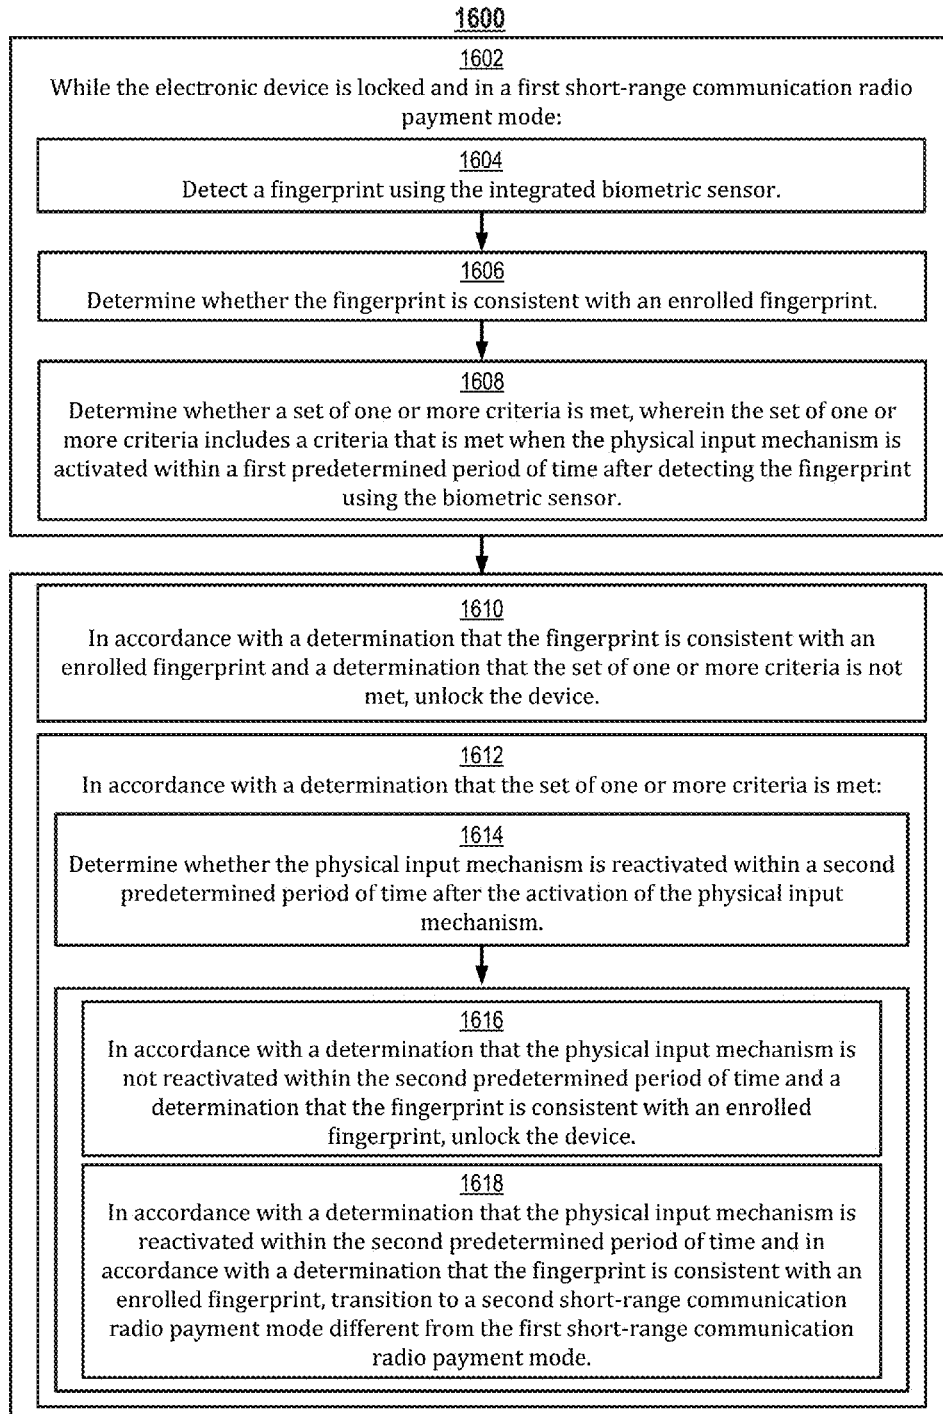 1600
1602
While the electronic device is locked and in a first short-range communication radio
payment mode:
1604
Detect a fingerprint using the integrated biometric sensor.
1606
Determine whether the fingerprint is consistent with an enrolled fingerprint.
1608
Determine whether a set of one or more criteria is met, wherein the set of one or
more criteria includes a criteria that is met when the physical input mechanism is
activated within a first predetermined period of time after detecting the fingerprint
using the biometric sensor.
1610
In accordance with a determination that the fingerprint is consistent with an
enrolled fingerprint and a determination that the set of one or more criteria is not
met, unlock the device.
1612
In accordance with a determination that the set of one or more criteria is met:
1614
Determine whether the physical input mechanism is reactivated within a second
predetermined period of time after the activation of the physical input
mechanism.
1616
In accordance with a determination that the physical input mechanism is
not reactivated within the second predetermined period of time and a
determination that the fingerprint is consistent with an enrolled
fingerprint, unlock the device.
1618
In accordance with a determination that the physical input mechanism is
reactivated within the second predetermined period of time and in
accordance with a determination that the fingerprint is consistent with an
enrolled fingerprint, transition to a second short-range communication
radio payment mode different from the first short-range communication
radio payment mode.